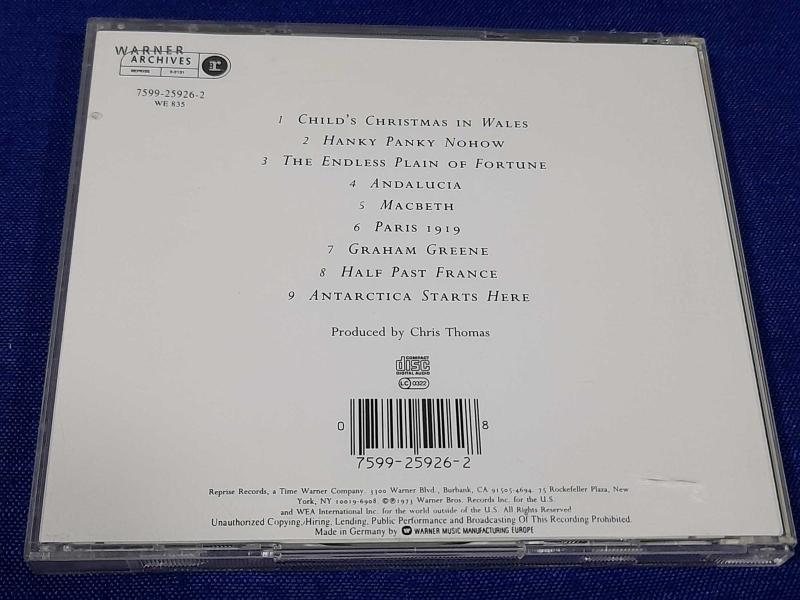 WARNER
ARCHIVES
REPRISE
r
7599-25926-2
WE 835
1 Child's Christmas in Wales
2 Hanky Panky Nohow
3 The Endless Plain of Fortune
4 Andalucia
5 Macbeth
6 Paris 1919
7 Graham Greene
8 Half Past France
9 Antarctica Starts Here
Produced by Chris Thomas
COMPACT
disc
DIGITAL AUDIO
LC 0322
0 8
7599-25926-2
Reprise Records, a Time Warner Company. 3300 Warner Blvd., Burbank, CA 91505-4694. 75 Rockefeller Plaza, New
York, NY 10019-6908. ©℗1973 Warner Bros. Records Inc. for the U.S.
and WEA International Inc. for the world outside of the U.S. All Rights Reserved
Unauthorized Copying, Hiring, Lending, Public Performance and Broadcasting Of This Recording Prohibited.
Made in Germany by WARNER MUSIC MANUFACTURING EUROPE